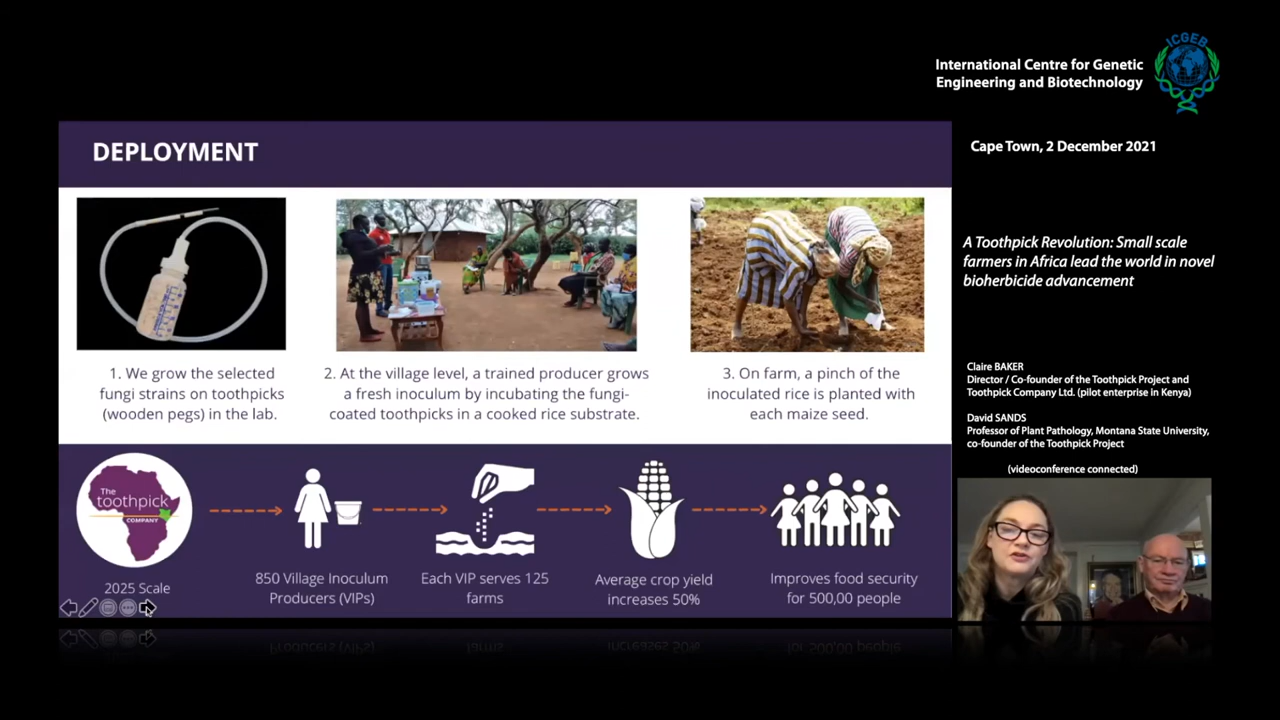 ICGEB
International Centre for Genetic
Engineering and Biotechnology
DEPLOYMENT
Cape Town, 2 December 2021
A Toothpick Revolution: Small scale
farmers in Africa lead the world in novel
bioherbicide advancement
1. We grow the selected
fungi strains on toothpicks
(wooden pegs) in the lab.
2. At the village level, a trained producer grows
a fresh inoculum by incubating the fungi-
coated toothpicks in a cooked rice substrate.
3. On farm, a pinch of the
inoculated rice is planted with
each maize seed.
Claire BAKER
Director / Co-founder of the Toothpick Project and
Toothpick Company Ltd. (pilot enterprise in Kenya)
David SANDS
Professor of Plant Pathology, Montana State University,
co-founder of the Toothpick Project
(videoconference connected)
The
toothpick
COMPANY
2025 Scale
850 Village Inoculum
Producers (VIPs)
Each VIP serves 125
farms
Average crop yield
increases 50%
Improves food security
for 500,00 people